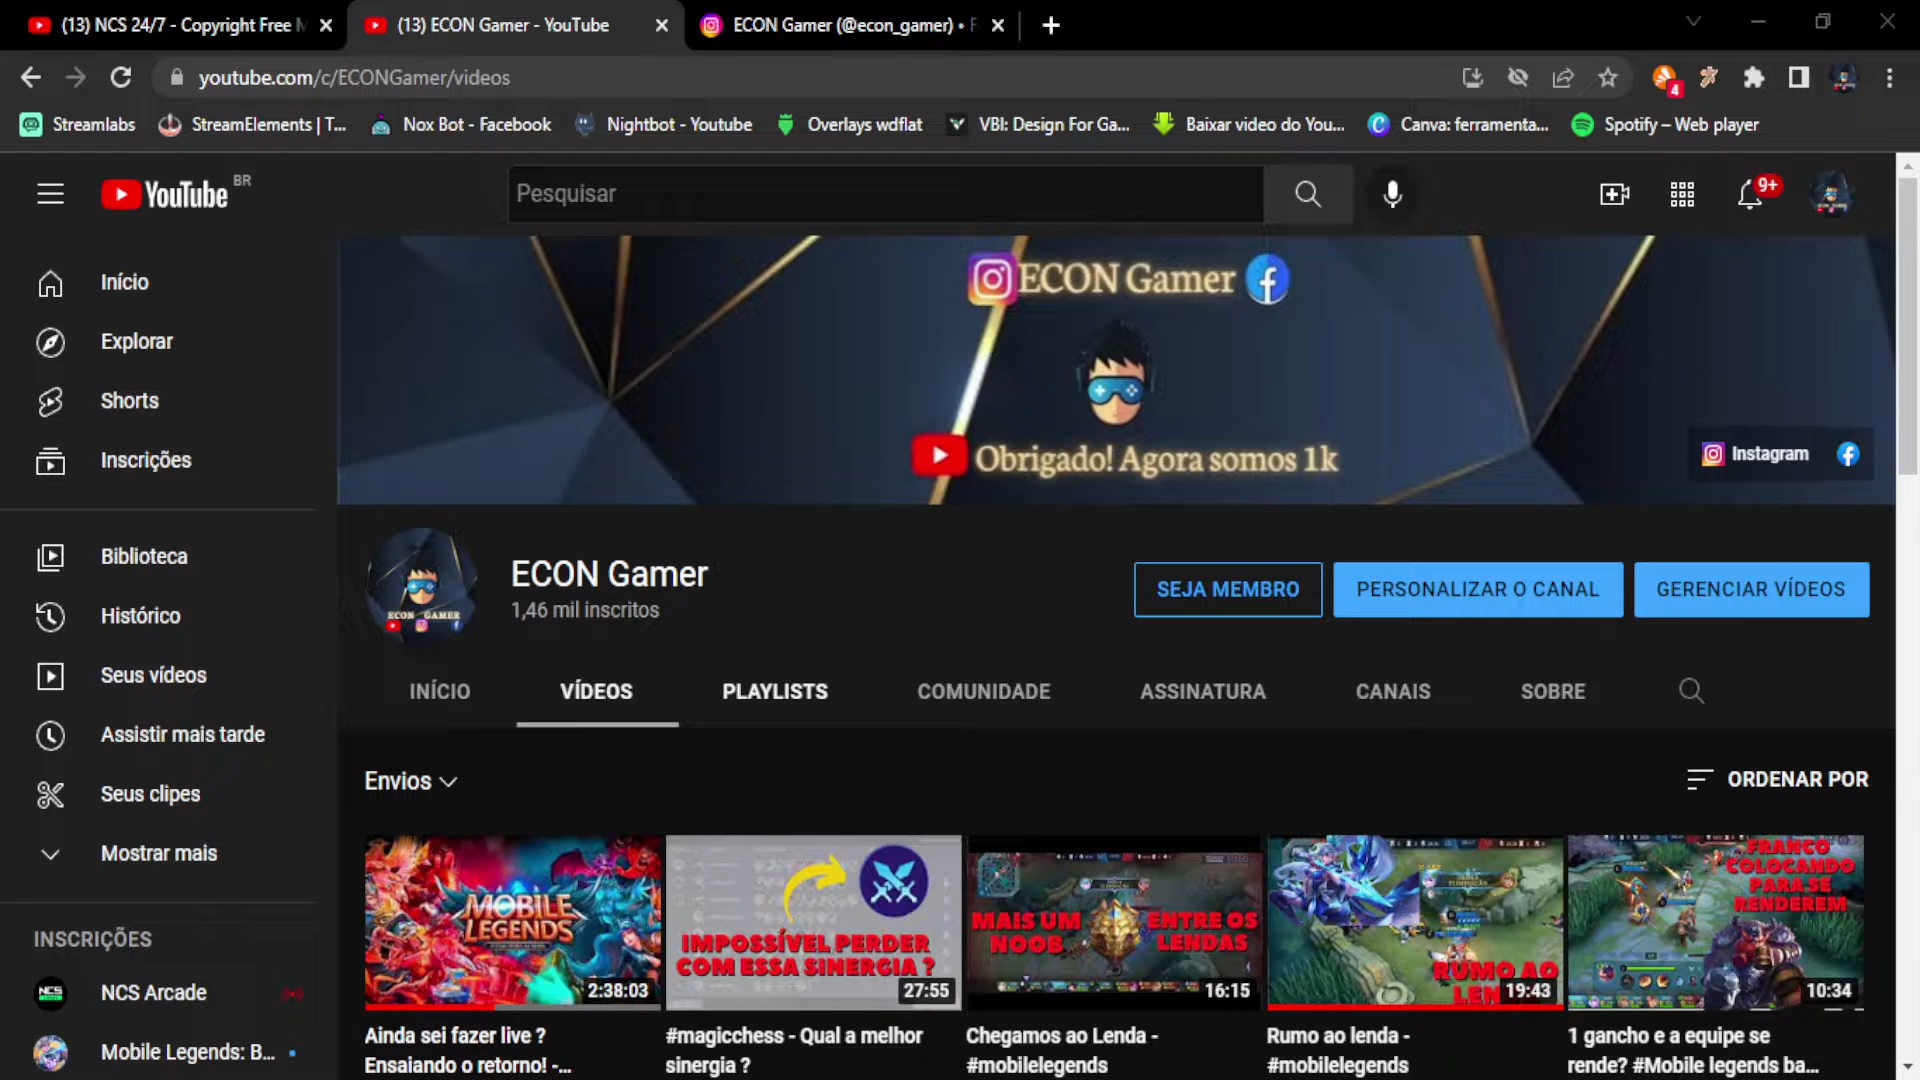 (13) NCS 24/7 - Copyright Free M
(13) ECON Gamer - YouTube
ECON Gamer (@econ_gamer) • F
youtube.com/c/ECONGamer/videos
4
Streamlabs
StreamElements | T...
Nox Bot - Facebook
Nightbot - Youtube
Overlays wdflat
VBI: Design For Ga...
Baixar video do You...
Canva: ferramenta...
Spotify – Web player
YouTube BR
Pesquisar
9+
Início
Explorar
Shorts
Inscrições
Biblioteca
Histórico
Seus vídeos
Assistir mais tarde
Seus clipes
Mostrar mais
INSCRIÇÕES
NCS Arcade
Mobile Legends: B...
ECON Gamer
Obrigado! Agora somos 1k
Instagram
ECON GAMER
ECON Gamer
1,46 mil inscritos
SEJA MEMBRO
PERSONALIZAR O CANAL
GERENCIAR VÍDEOS
INÍCIO
VÍDEOS
PLAYLISTS
COMUNIDADE
ASSINATURA
CANAIS
SOBRE
Envios
ORDENAR POR
MOBILE
LEGENDS
2:38:03
IMPOSSÍVEL PERDER
COM ESSA SINERGIA ?
27:55
MAIS UM NOOB
ENTRE OS LENDAS
16:15
RUMO AO
LEN
19:43
FRANCO
COLOCANDO
PARA SE
RENDEREM
10:34
Ainda sei fazer live ?
Ensaiando o retorno! -...
#magicchess - Qual a melhor
sinergia ?
Chegamos ao Lenda -
#mobilelegends
Rumo ao lenda -
#mobilelegends
1 gancho e a equipe se
rende? #Mobile legends ba...